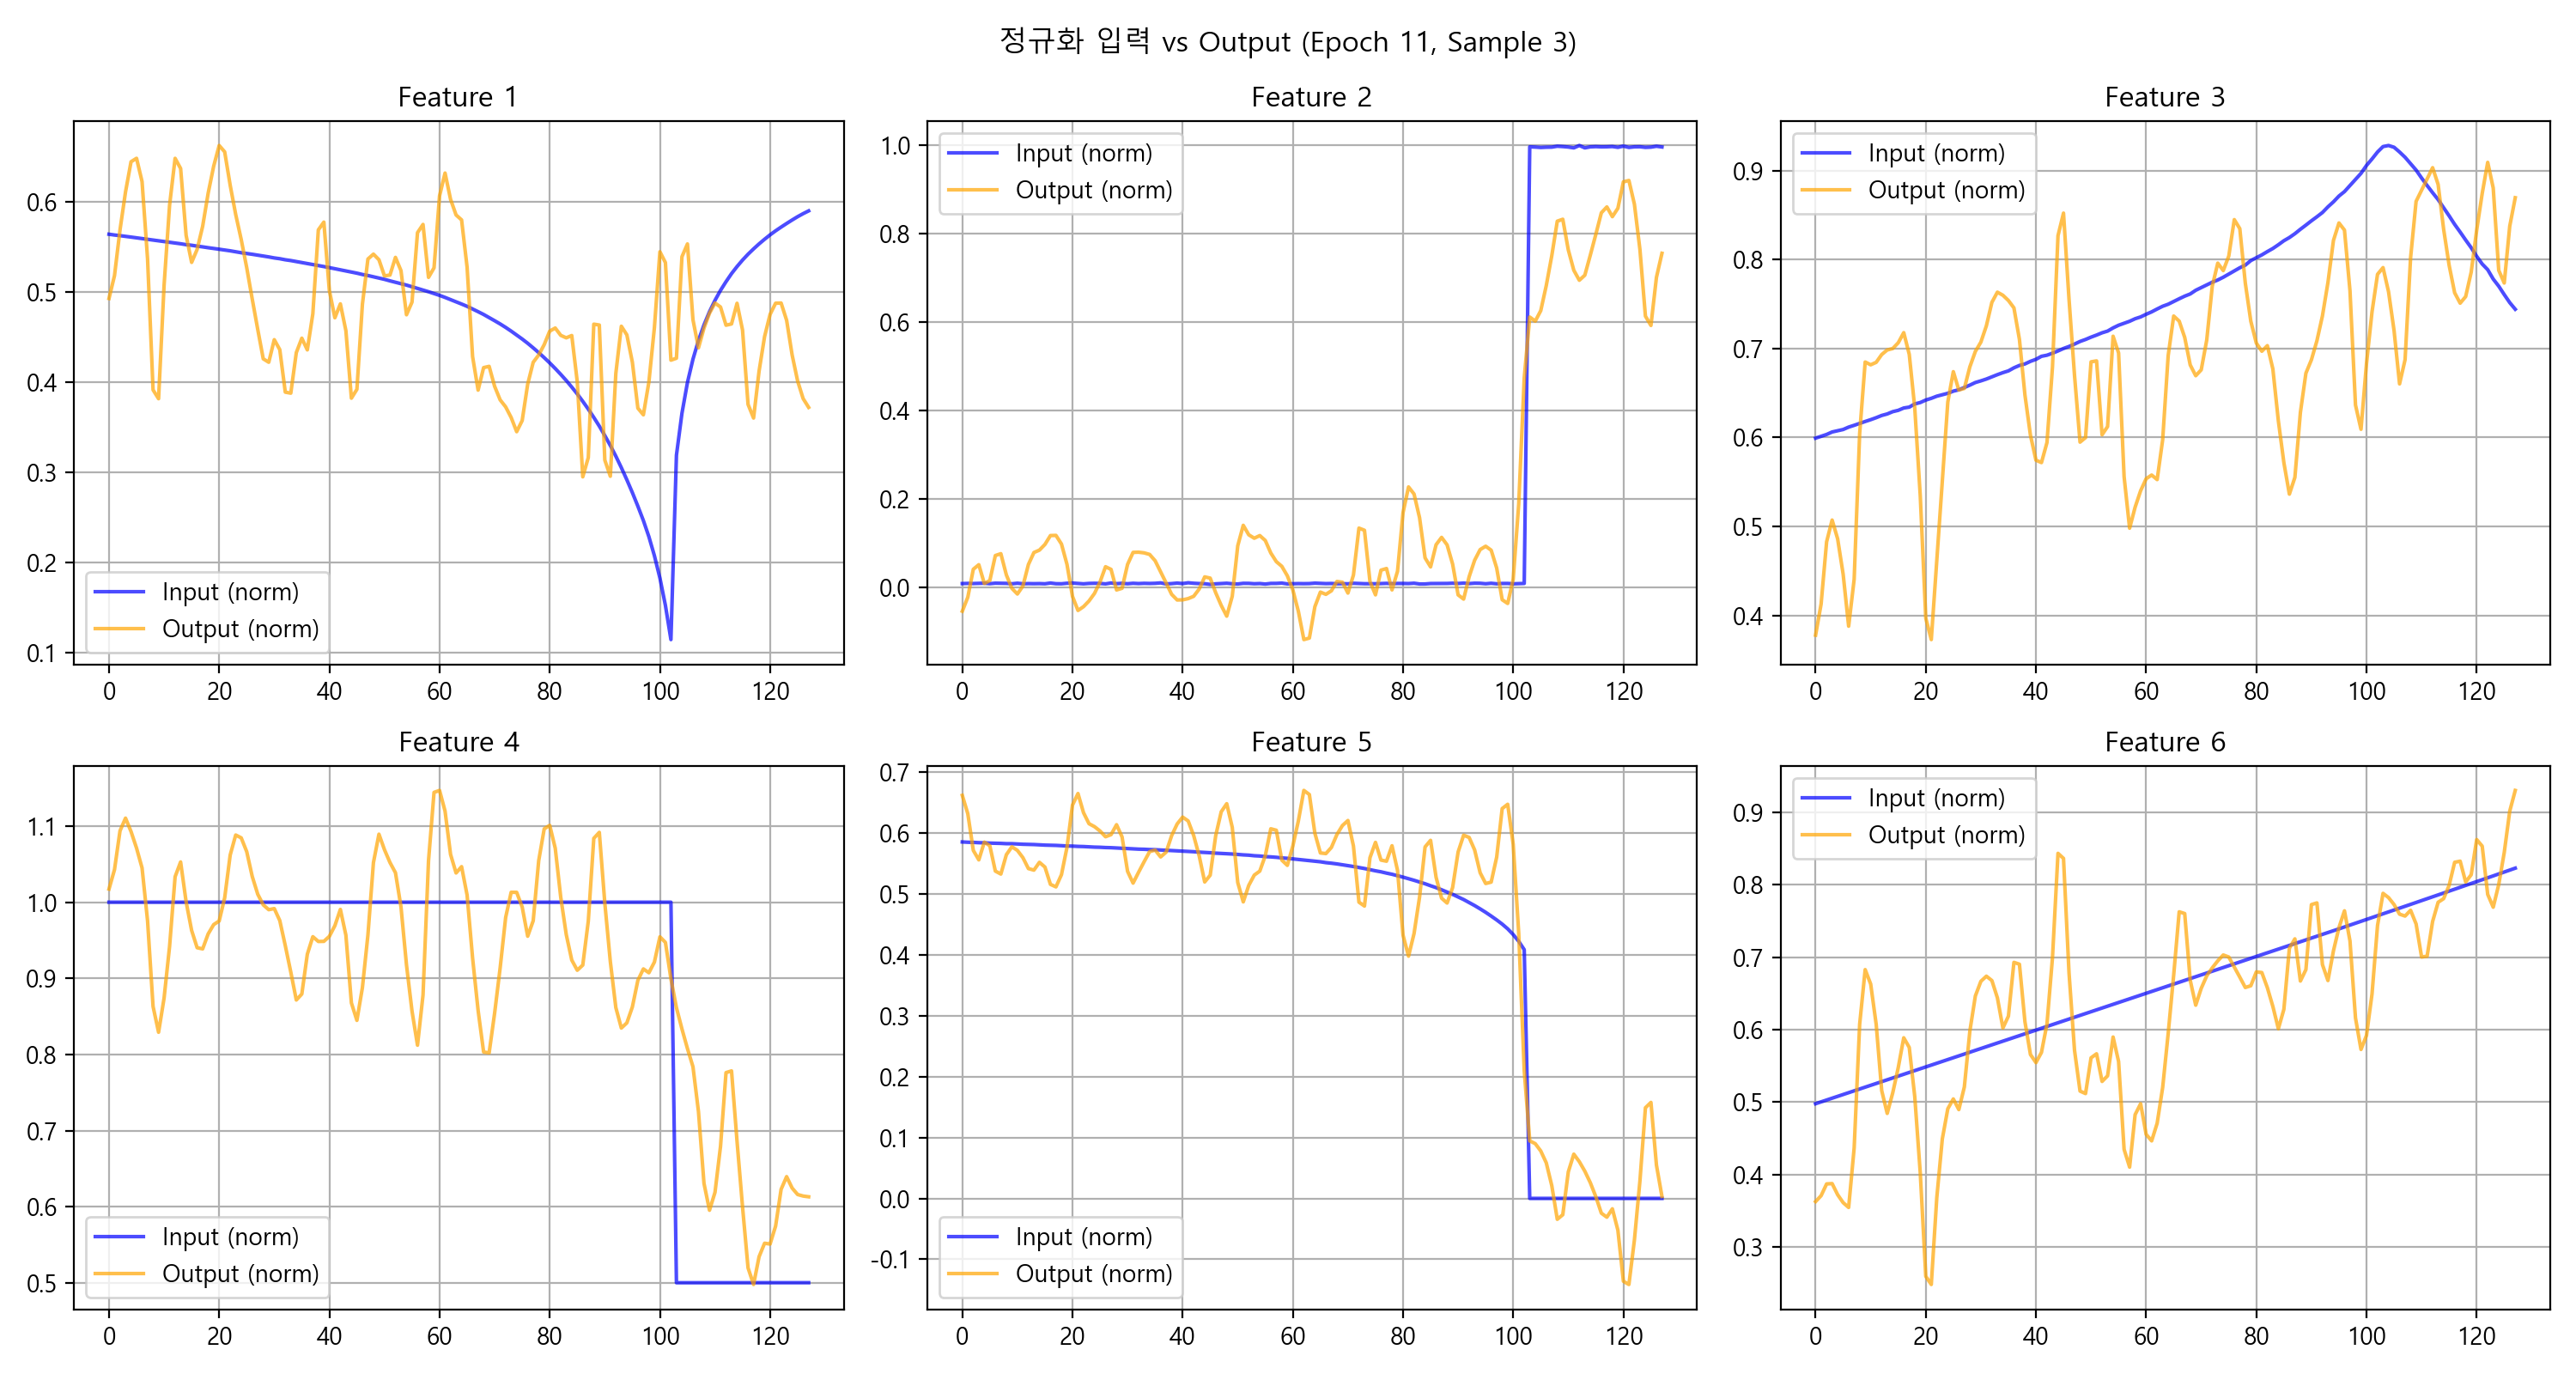 정규화 입력 vs Output (Epoch 11, Sample 3)
Feature 1
0.6
0.5
0.4
0.3
0.2
0.1
Input (norm)
Output (norm)
0 20 40 60 80 100 120
Feature 2
1.0
0.8
0.6
0.4
0.2
0.0
Input (norm)
Output (norm)
0 20 40 60 80 100 120
Feature 3
0.9
0.8
0.7
0.6
0.5
0.4
Input (norm)
Output (norm)
0 20 40 60 80 100 120
Feature 4
1.1
1.0
0.9
0.8
0.7
0.6
0.5
Input (norm)
Output (norm)
0 20 40 60 80 100 120
Feature 5
0.7
0.6
0.5
0.4
0.3
0.2
0.1
0.0
-0.1
Input (norm)
Output (norm)
0 20 40 60 80 100 120
Feature 6
0.9
0.8
0.7
0.6
0.5
0.4
0.3
Input (norm)
Output (norm)
0 20 40 60 80 100 120